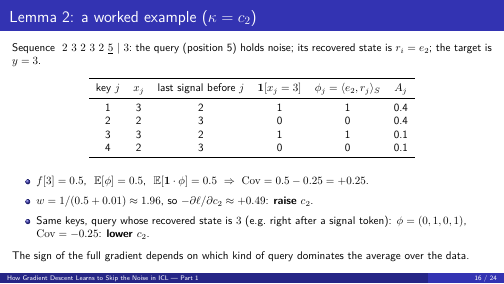 Lemma 2: a worked example (κ = c₂)
Sequence 2 3 2 3 2 5 | 3: the query (position 5) holds noise; its recovered state is rᵢ = e₂; the target is
y = 3.
key j xⱼ last signal before j 1[xⱼ = 3] ϕⱼ = ⟨e₂, rⱼ⟩S Aⱼ
1 3 2 1 1 0.4
2 2 3 0 0 0.4
3 3 2 1 1 0.1
4 2 3 0 0 0.1
f[3] = 0.5, 𝔼[ϕ] = 0.5, 𝔼[1 · ϕ] = 0.5 ⇒ Cov = 0.5 − 0.25 = +0.25.
w = 1/(0.5 + 0.01) ≈ 1.96, so −∂ℓ/∂c₂ ≈ +0.49: raise c₂.
Same keys, query whose recovered state is 3 (e.g. right after a signal token): ϕ = (0, 1, 0, 1),
Cov = −0.25: lower c₂.
The sign of the full gradient depends on which kind of query dominates the average over the data.
How Gradient Descent Learns to Skip the Noise in ICL — Part 1 16 / 24